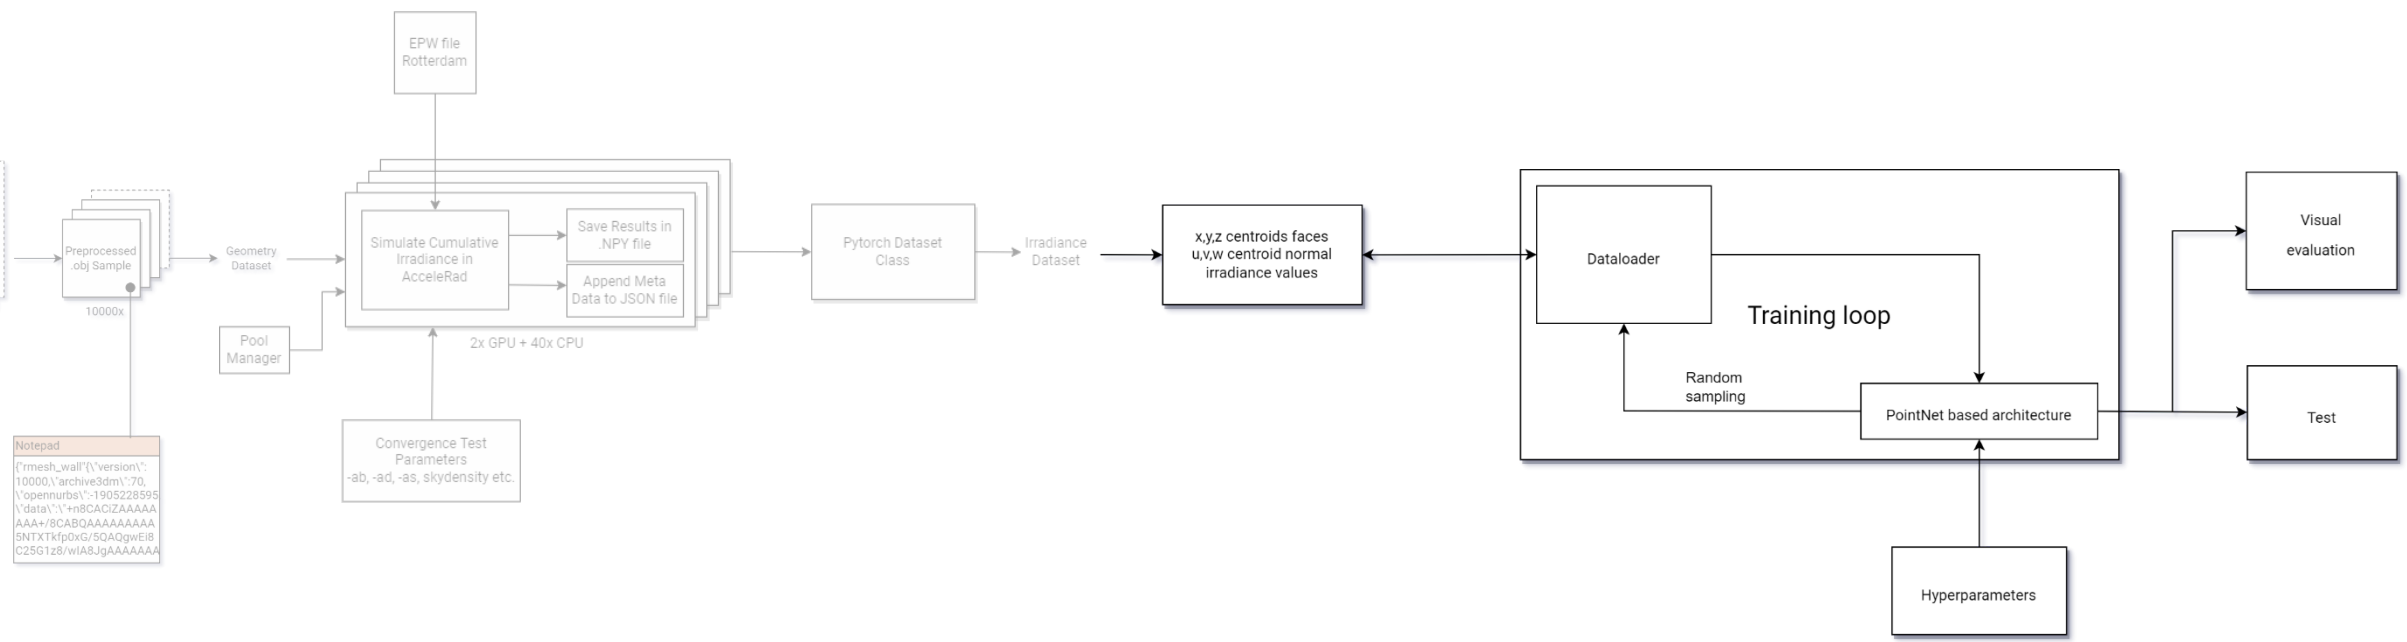 EPW file
Rotterdam
Preprocessed
.obj Sample
10000x
Geometry
Dataset
Pool
Manager
Simulate Cumulative
Irradiance in
AcceleRad
Save Results in
.NPY file
Append Meta
Data to JSON file
2x GPU + 40x CPU
Convergence Test
Parameters
-ab, -ad, -as, skydensity etc.
Notepad
{"rmesh_wall"{\"version\":
10000,\"archive3dm\":70,
\"opennurbs\":-1905228595
\"data\":\"+n8CACiZAAAAA
AAA+/8CABQAAAAAAAAA
5NTXTkfp0xG/5QAQgwEi8
C25G1z8/wIA8JgAAAAAAA
Pytorch Dataset
Class
Irradiance
Dataset
x,y,z centroids faces
u,v,w centroid normal
irradiance values
Dataloader
Training loop
Random
sampling
PointNet based architecture
Hyperparameters
Visual
evaluation
Test